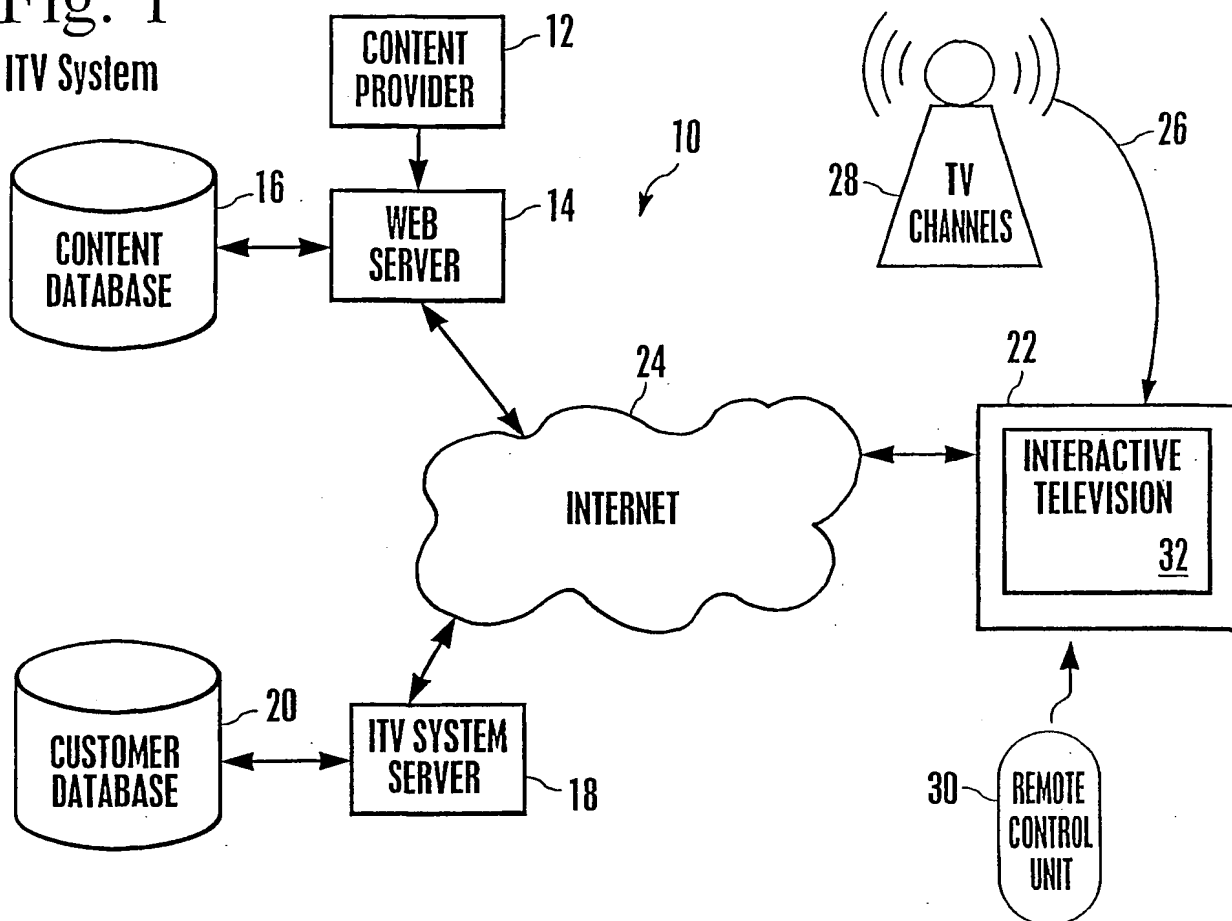 Fig. 1
ITV System
CONTENT
PROVIDER
12
10
26
16
CONTENT
DATABASE
WEB
SERVER
14
28
TV
CHANNELS
24
INTERNET
22
INTERACTIVE
TELEVISION
32
20
CUSTOMER
DATABASE
ITV SYSTEM
SERVER
18
30
REMOTE
CONTROL
UNIT